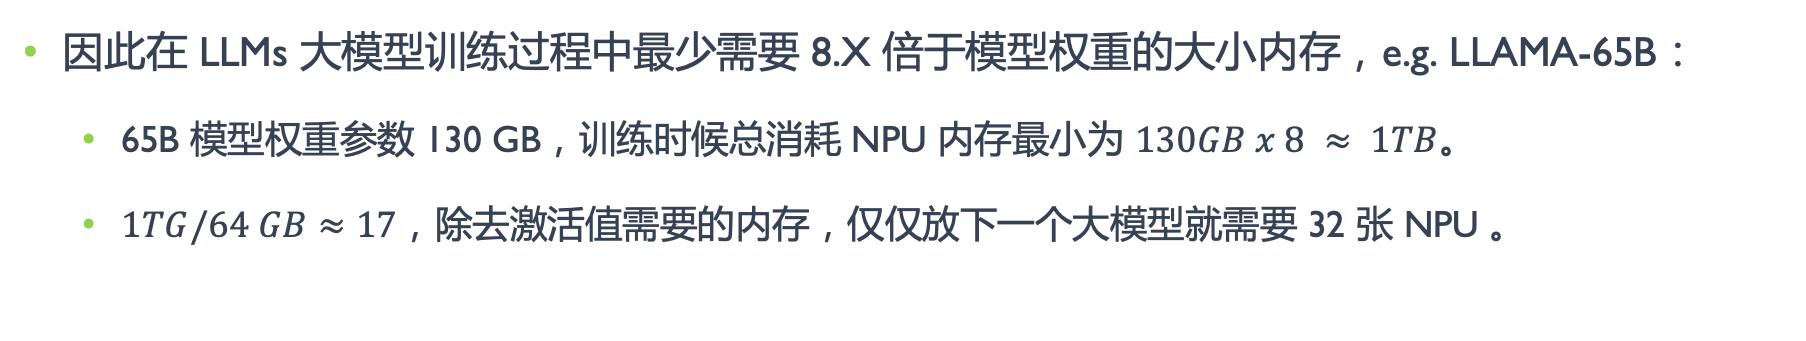 • 因此在 LLMs 大模型训练过程中最少需要 8.X 倍于模型权重的大小内存，e.g. LLAMA-65B：
• 65B 模型权重参数 130 GB，训练时候总消耗 NPU 内存最小为 130GB x 8 ≈ 1TB。
• 1TG/64 GB ≈ 17，除去激活值需要的内存，仅仅放下一个大模型就需要 32 张 NPU 。